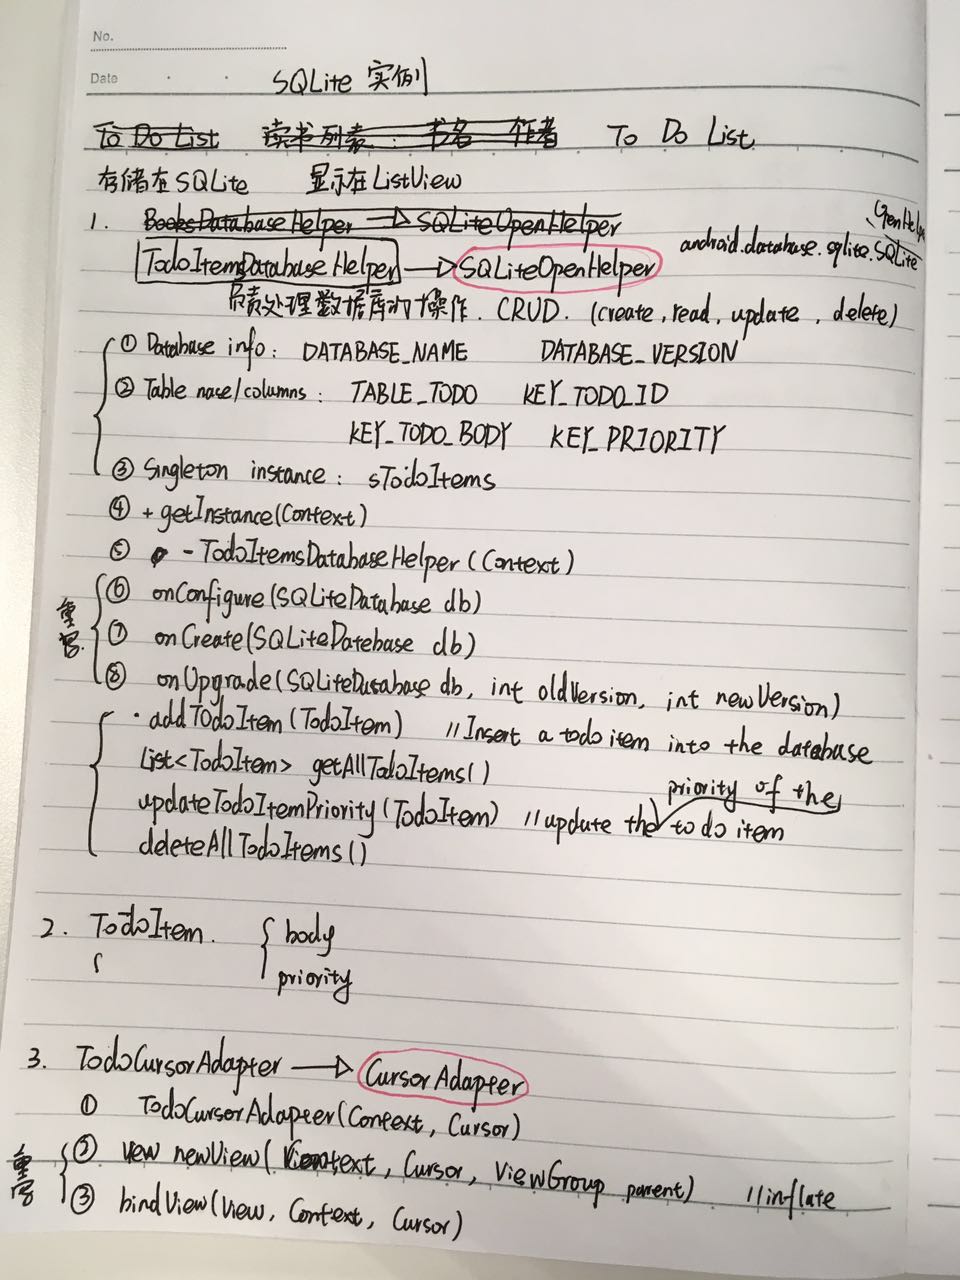 No.
Date
SQLite 实例
To Do List 读书列表: 书名 作者 To Do List
存储在SQLite 显示在ListView
1. BooksDatabaseHelper → SQLiteOpenHelper
TodoItemsDatabaseHelper → SQLiteOpenHelper android.database.sqlite.SQLite OpenHelper
负责处理数据库的操作. CRUD. (create, read, update, delete)
① Database info: DATABASE_NAME DATABASE_VERSION
② Table nase/columns: TABLE_TODO KEY_TODO_ID
KEY_TODO_BODY KEY_PRIORITY
③ Singleton instance: sTodoItems
④ + getInstance(Context)
⑤ - TodoItemsDatabaseHelper(Context)
重写
⑥ onConfigure(SQLiteDatabase db)
⑦ onCreate(SQLiteDatebase db)
⑧ onUpgrade(SQLiteDatabase db, int oldVersion, int newVersion)
· addTodoItem(TodoItem) //Insert a todo item into the database
List<TodoItem> getAllTodoItems()
updateTodoItemPriority(TodoItem) //update the priority of the to do item
deleteAllTodoItems()
2. TodoItem. { body
{ priority
3. TodoCursorAdapter → CursorAdapter
① TodoCursorAdapter(Context, Cursor)
重写
② View newView(Context, Cursor, ViewGroup parent) //inflate
③ bindView(View, Context, Cursor)